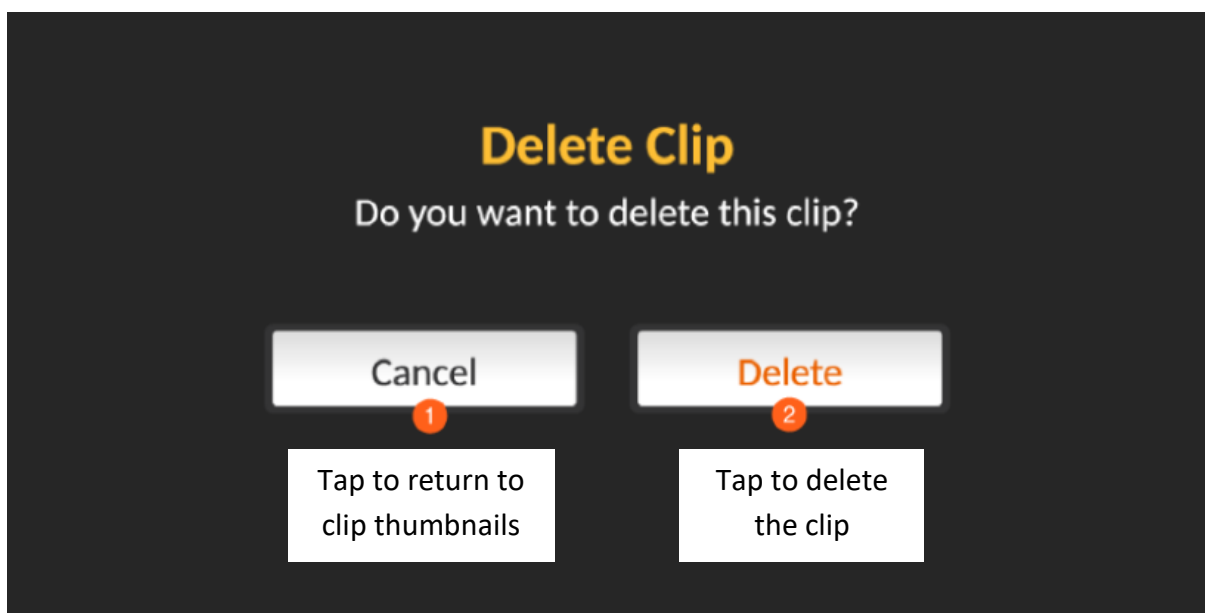 Delete Clip
Do you want to delete this clip?
Cancel
Delete
1
2
Tap to return to
clip thumbnails
Tap to delete
the clip